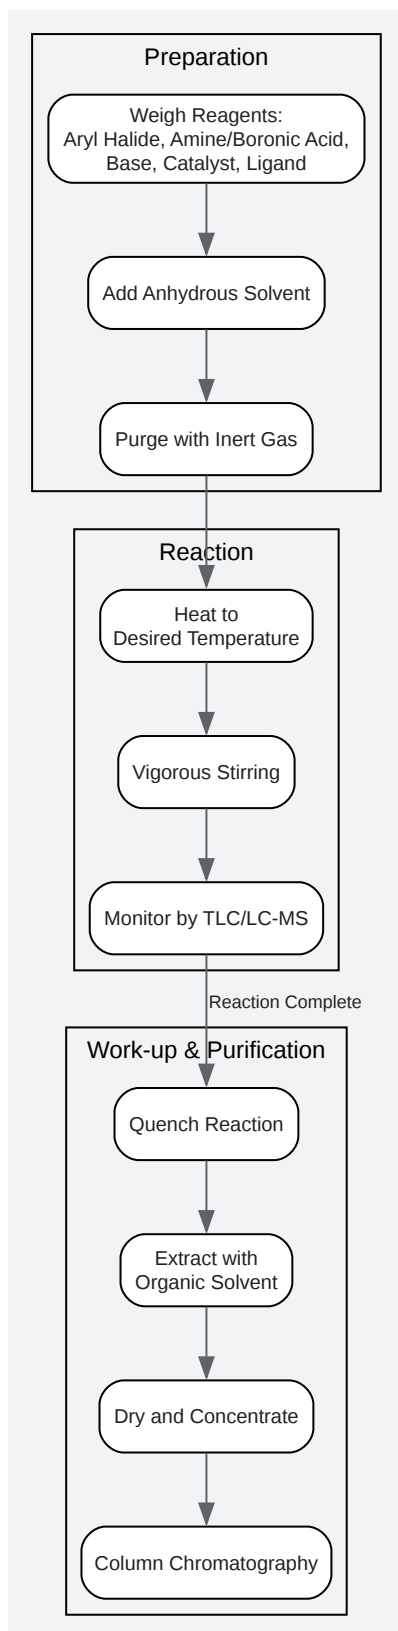 Preparation
Weigh Reagents:
Aryl Halide, Amine/Boronic Acid,
Base, Catalyst, Ligand
Add Anhydrous Solvent
Purge with Inert Gas
Reaction
Heat to
Desired Temperature
Vigorous Stirring
Monitor by TLC/LC-MS
Reaction Complete
Work-up & Purification
Quench Reaction
Extract with
Organic Solvent
Dry and Concentrate
Column Chromatography